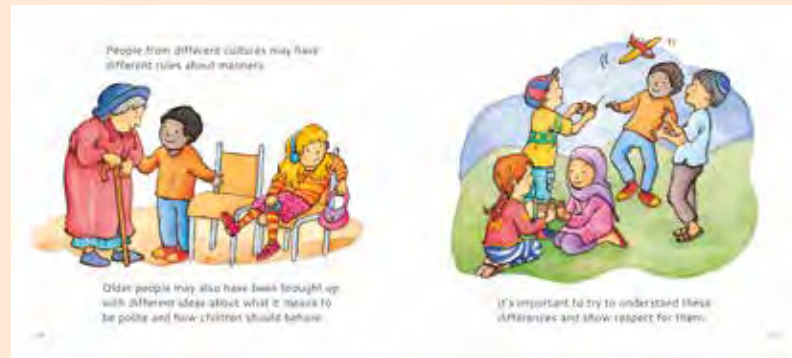 People from different cultures may have
different rules about manners.
Older people may also have been brought up
with different ideas about what it means to
be polite and how children should behave.
It's important to try to understand these
differences and show respect for them.